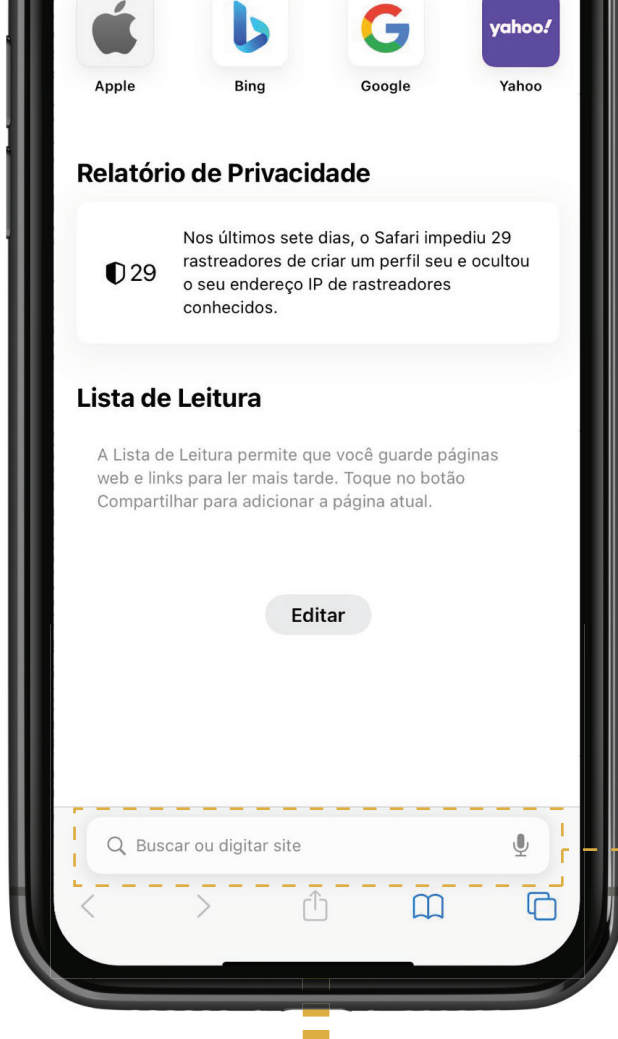 yahoo!
Apple Bing Google Yahoo
Relatório de Privacidade
29
Nos últimos sete dias, o Safari impediu 29
rastreadores de criar um perfil seu e ocultou
o seu endereço IP de rastreadores
conhecidos.
Lista de Leitura
A Lista de Leitura permite que você guarde páginas
web e links para ler mais tarde. Toque no botão
Compartilhar para adicionar a página atual.
Editar
Buscar ou digitar site